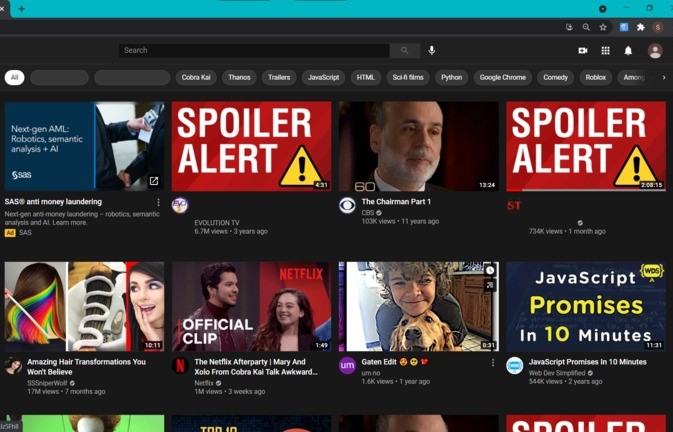 S
Search
All
Cobra Kai
Thanos
Trailers
JavaScript
HTML
Sci-fi films
Python
Google Chrome
Comedy
Roblox
Among
Next-gen AML:
Robotics, semantic
analysis + AI
sas
SPOILER
ALERT
4:31
60
13:24
SPOILER
ALERT
2:08:15
SAS® anti money laundering
Next-gen anti-money laundering – robotics, semantic
analysis and AI. Learn more.
Ad SAS
EVOLUTION TV
6.7M views • 3 years ago
The Chairman Part 1
CBS
103K views • 11 years ago
ST
734K views • 1 month ago
10:11
NETFLIX
OFFICIAL
CLIP
1:49
0:31
WDS
JavaScript
Promises
In 10 Minutes
11:31
Amazing Hair Transformations You
Won't Believe
SSSniperWolf
17M views • 7 months ago
N
The Netflix Afterparty | Mary And
Xolo From Cobra Kai Talk Awkward...
Netflix
1M views • 3 weeks ago
um
Gaten Edit 😍🥺💘
um no
1.6K views • 1 year ago
JavaScript Promises In 10 Minutes
Web Dev Simplified
544K views • 2 years ago
TOP 10
SPOILER